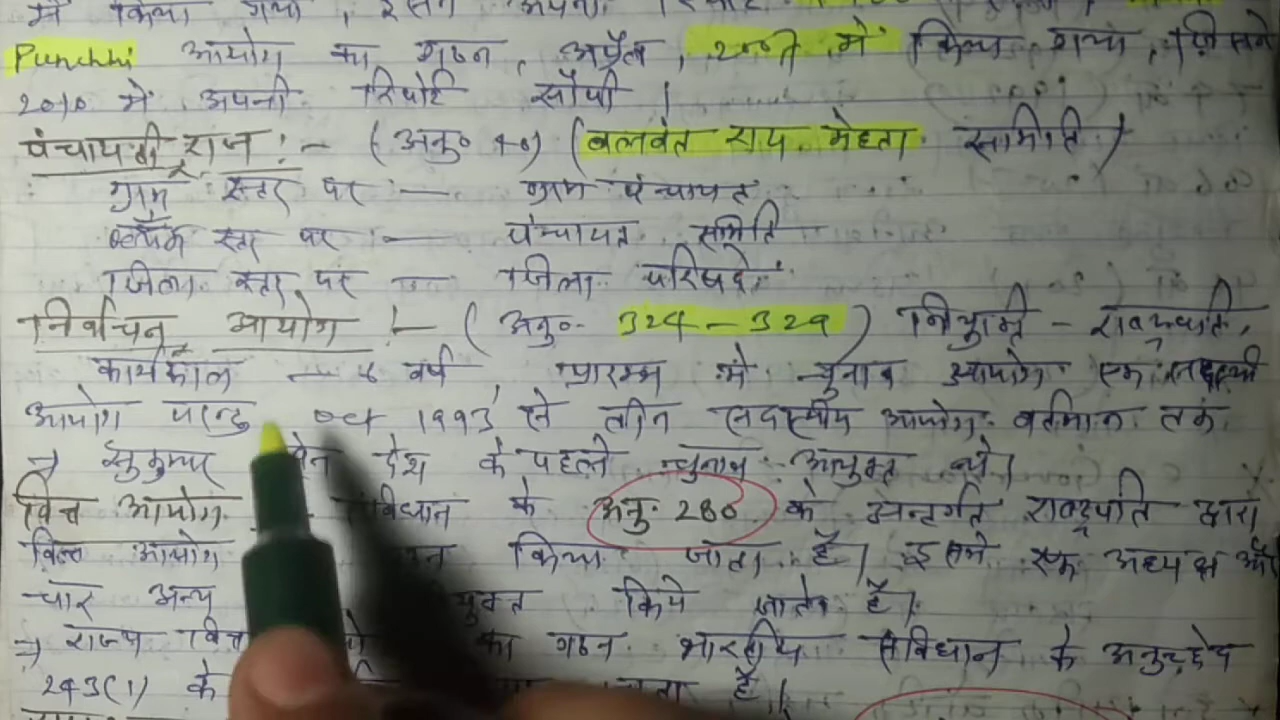 में किया गया, इसने अपनी
Punchhi आयोग का गठन, अप्रैल, 2007 में किया गया, जिसने
2010 में अपनी रिपोर्ट सौपी।
पंचायती राज :- (अनु० 40) (बलवंत राय मेहता समिति)
ग्राम स्तर पर :— ग्राम पंचायत
स्तर पर :— पंचायत समिति
जिला स्तर पर — जिला परिषदे
निर्वाचन आयोग :- (अनु०- 324-329) नियुक्ति - राष्ट्रपति,
कार्यकाल — 6 वर्ष, प्रारम्भ में चुनाव आयोग एक सदस्यी
आयोग परन्तु 1993 से तीन सदस्यीय आयोग वर्तमान तक
⇒ सुकुमार सेन देश के पहले चुनाव आयुक्त थे।
वित्त आयोग संविधान के अनु. 280 के अन्तर्गत राष्ट्रपति द्वारा
वित्त आयोग किया जाता है। इसमें एक अध्यक्ष और
चार अन्य किये जाते है।
⇒ राज्य वित्त का गठन भारतीय संविधान के अनुच्छेद
243(1) के है।